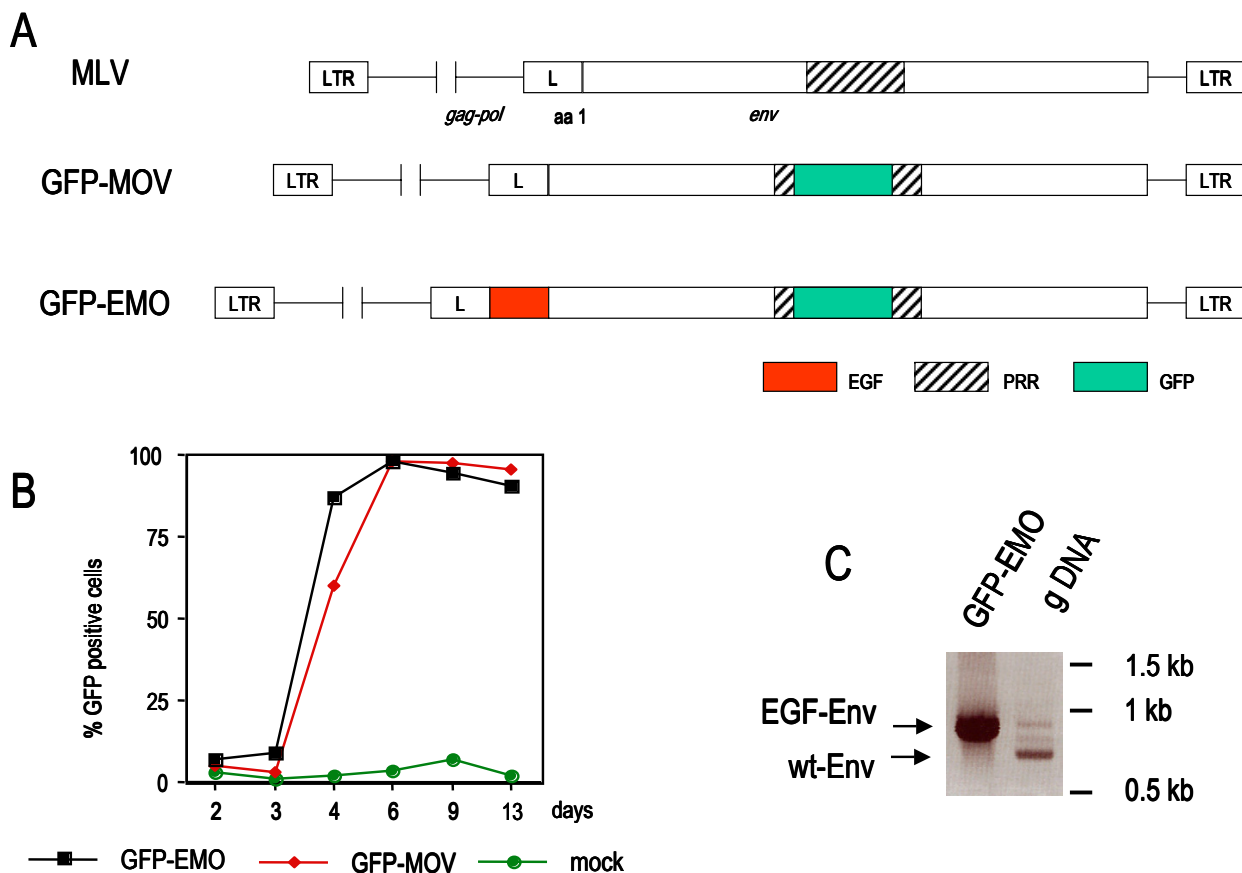 A
MLV
LTR
L
LTR
gag-pol
aa 1
env
GFP-MOV
LTR
L
LTR
GFP-EMO
LTR
L
LTR
EGF
PRR
GFP
B
% GFP positive cells
100
75
50
25
0
2 3 4 6 9 13 days
GFP-EMO GFP-MOV mock
C
GFP-EMO
g DNA
EGF-Env
wt-Env
1.5 kb
1 kb
0.5 kb